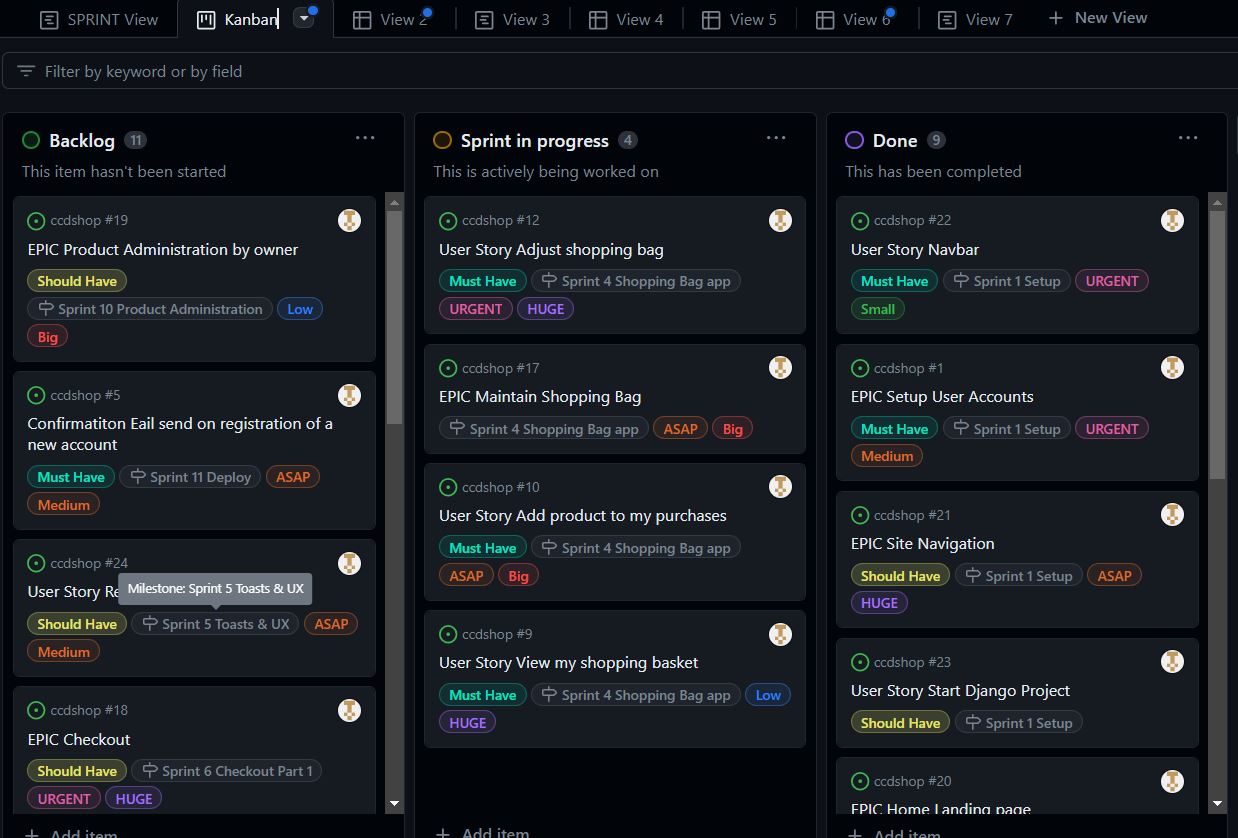 SPRINT View
Kanban
View 2
View 3
View 4
View 5
View 6
View 7
New View
Filter by keyword or by field
Backlog 11
This item hasn't been started
ccdshop #19
EPIC Product Administration by owner
Should Have
Sprint 10 Product Administration Low
Big
ccdshop #5
Confirmatiton Eail send on registration of a
new account
Must Have Sprint 11 Deploy ASAP
Medium
ccdshop #24
User Story
Milestone: Sprint 5 Toasts & UX
Should Have Sprint 5 Toasts & UX ASAP
Medium
ccdshop #18
EPIC Checkout
Should Have Sprint 6 Checkout Part 1
URGENT HUGE
Add item
Sprint in progress 4
This is actively being worked on
ccdshop #12
User Story Adjust shopping bag
Must Have Sprint 4 Shopping Bag app
URGENT HUGE
ccdshop #17
EPIC Maintain Shopping Bag
Sprint 4 Shopping Bag app ASAP Big
ccdshop #10
User Story Add product to my purchases
Must Have Sprint 4 Shopping Bag app
ASAP Big
ccdshop #9
User Story View my shopping basket
Must Have Sprint 4 Shopping Bag app Low
HUGE
Add item
Done 9
This has been completed
ccdshop #22
User Story Navbar
Must Have Sprint 1 Setup URGENT
Small
ccdshop #1
EPIC Setup User Accounts
Must Have Sprint 1 Setup URGENT
Medium
ccdshop #21
EPIC Site Navigation
Should Have Sprint 1 Setup ASAP
HUGE
ccdshop #23
User Story Start Django Project
Should Have Sprint 1 Setup
ccdshop #20
EPIC Home Landing page
Add item